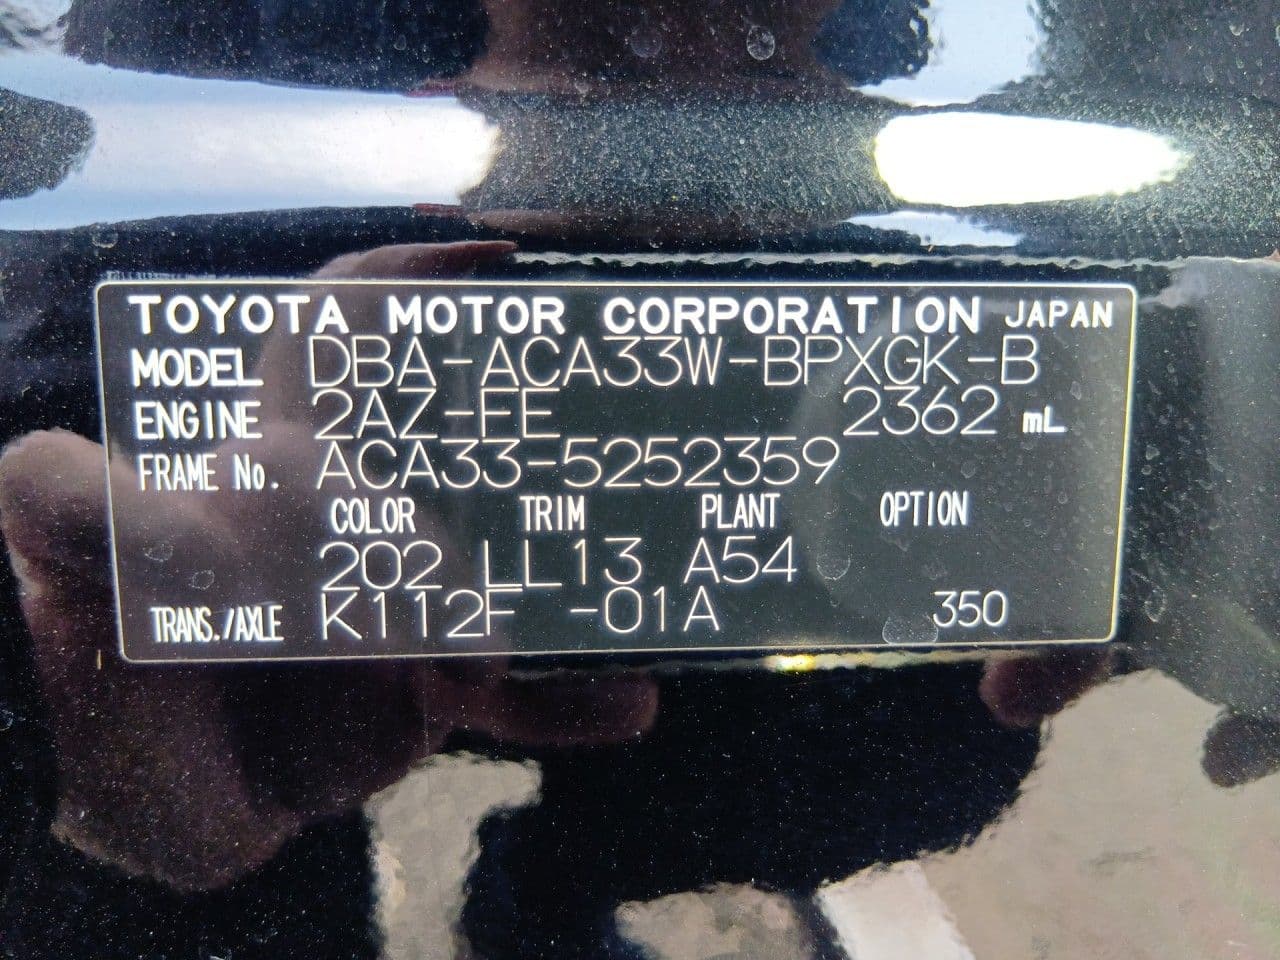 TOYOTA MOTOR CORPORATION JAPAN
MODEL DBA-ACA33W-BPXGK-B
ENGINE 2AZ-FE 2362 mL
FRAME No. ACA33-5252359
COLOR TRIM PLANT OPTION
202 LL13 A54
TRANS./AXLE K112F -01A 350